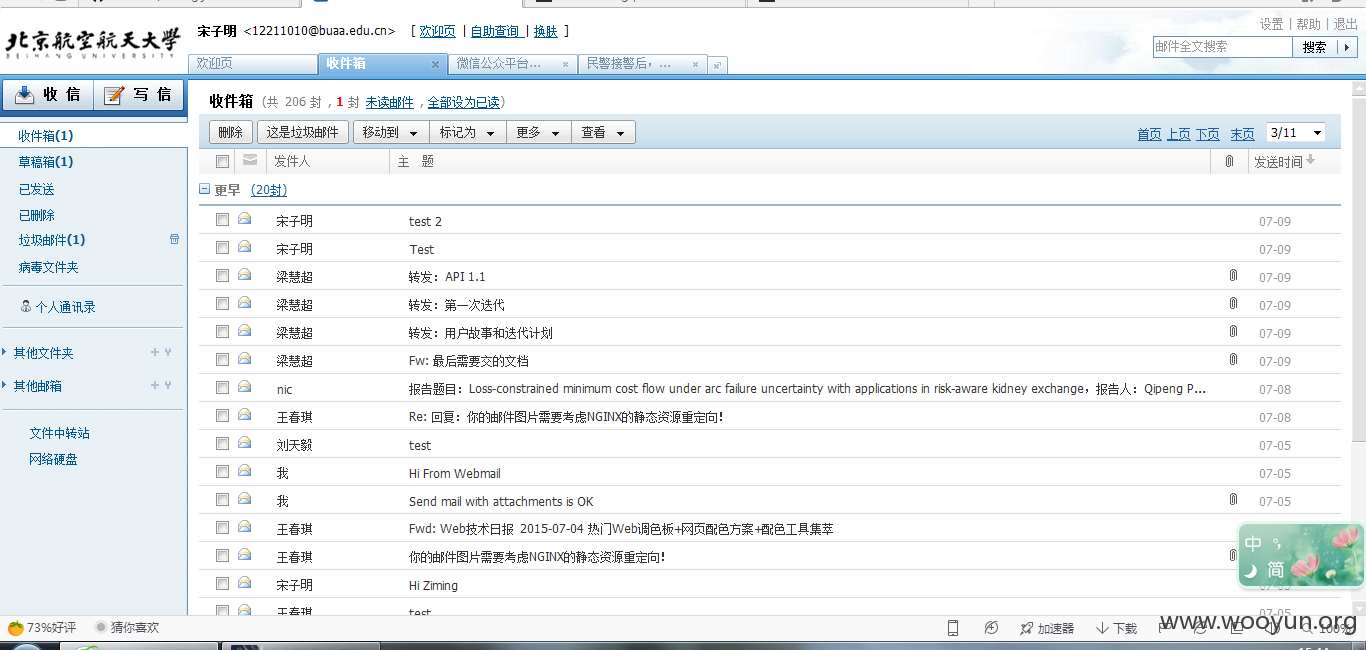 宋子明 <12211010@buaa.edu.cn> [ 欢迎页 | 自助查询 | 换肤 ]
设置 | 帮助 | 退出
北京航空航天大學
BEIHANG UNIVERSITY
邮件全文搜索 搜索
欢迎页 收件箱 × 微信公众平台... × 民警接警后，... ×
收 信 写 信
收件箱 (共 206 封，1 封 未读邮件，全部设为已读)
删除 这是垃圾邮件 移动到 标记为 更多 查看
首页 上页 下页 末页 3/11
发件人 主 题 发送时间
更早 (20封)
收件箱(1)
草稿箱(1)
已发送
已删除
垃圾邮件(1)
病毒文件夹
个人通讯录
其他文件夹
其他邮箱
文件中转站
网络硬盘
宋子明 test 2 07-09
宋子明 Test 07-09
梁慧超 转发：API 1.1 07-09
梁慧超 转发：第一次迭代 07-09
梁慧超 转发：用户故事和迭代计划 07-09
梁慧超 Fw: 最后需要交的文档 07-09
nic 报告题目：Loss-constrained minimum cost flow under arc failure uncertainty with applications in risk-aware kidney exchange，报告人：Qipeng P... 07-08
王春琪 Re: 回复：你的邮件图片需要考虑NGINX的静态资源重定向！ 07-08
刘天毅 test 07-05
我 Hi From Webmail 07-05
我 Send mail with attachments is OK 07-05
王春琪 Fwd: Web技术日报 2015-07-04 热门Web调色板+网页配色方案+配色工具集萃
王春琪 你的邮件图片需要考虑NGINX的静态资源重定向！
宋子明 Hi Ziming 07-05
王春琪 test 07-05
中 °,
简
73%好评 猜你喜欢 加速器 下载 100%
www.wooyun.org